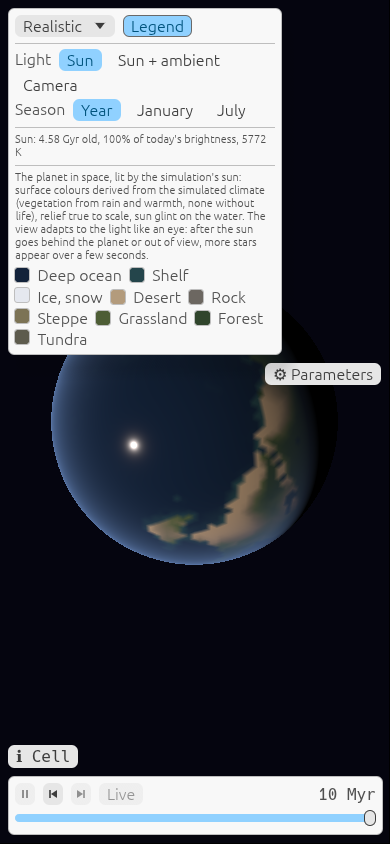 Realistic
Legend
Light Sun Sun + ambient
Camera
Season Year January July
Sun: 4.58 Gyr old, 100% of today's brightness, 5772
K
The planet in space, lit by the simulation's sun:
surface colours derived from the simulated climate
(vegetation from rain and warmth, none without
life), relief true to scale, sun glint on the water. The
view adapts to the light like an eye: after the sun
goes behind the planet or out of view, more stars
appear over a few seconds.
Deep ocean Shelf
Ice, snow Desert Rock
Steppe Grassland Forest
Tundra
⚙ Parameters
ℹ Cell
Live 10 Myr